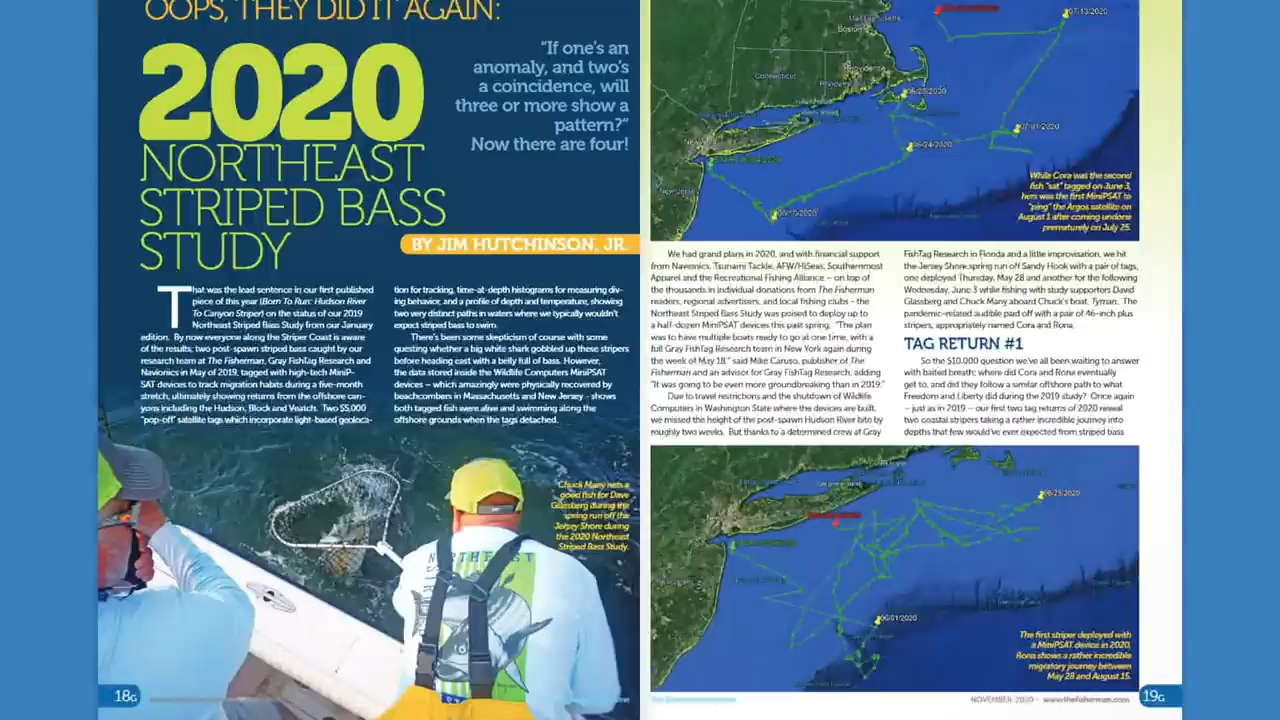 OOPS, THEY DID IT AGAIN:
2020
NORTHEAST
STRIPED BASS
STUDY
"If one's an
anomaly, and two's
a coincidence, will
three or more show a
pattern?"
Now there are four!
BY JIM HUTCHINSON, JR.
That was the lead sentence in our first published
piece of this year (Born To Run: Hudson River
To Canyon Striper) on the status of our 2019
Northeast Striped Bass Study from our January
edition. By now everyone along the Striper Coast is aware
of the results; two post-spawn striped bass caught by our
research team at The Fisherman, Gray FishTag Research and
Navionics in May of 2019, tagged with high-tech MiniP-
SAT devices to track migration habits during a five-month
stretch, ultimately showing returns from the offshore can-
yons including the Hudson, Block and Veatch. Two $5,000
"pop-off" satellite tags which incorporate light-based geoloca-
tion for tracking, time-at-depth histograms for measuring div-
ing behavior, and a profile of depth and temperature, showing
two very distinct paths in waters where we typically wouldn't
expect striped bass to swim.
There's been some skepticism of course with some
questing whether a big white shark gobbled up these stripers
before heading east with a belly full of bass. However,
the data stored inside the Wildlife Computers MiniPSAT
devices – which amazingly were physically recovered by
beachcombers in Massachusetts and New Jersey – shows
both tagged fish were alive and swimming along the
offshore grounds when the tags detached.
Chuck Many nets a
good fish for Dave
Glassberg during the
spring run off the
Jersey Shore during
the 2020 Northeast
Striped Bass Study.
NORTHEAST
18G
Massachusetts
Boston
07/13/2020
Connecticut
Providence
06/28/2020
07/01/2020
06/24/2020
New Jersey
While Cora was the second
fish "sat" tagged on June 3,
hers was the first MiniPSAT to
"ping" the Argos satellite on
August 1 after coming undone
prematurely on July 25.
We had grand plans in 2020, and with financial support
from Navionics, Tsunami Tackle, AFW/HiSeas, Southernmost
Apparel and the Recreational Fishing Alliance – on top of
the thousands in individual donations from The Fisherman
readers, regional advertisers, and local fishing clubs - the
Northeast Striped Bass Study was poised to deploy up to
a half-dozen MiniPSAT devices this past spring. "The plan
was to have multiple boats ready to go at one time, with a
full Gray FishTag Research team in New York again during
the week of May 18," said Mike Caruso, publisher of The
Fisherman and an advisor for Gray FishTag Research, adding
"It was going to be even more groundbreaking than in 2019."
Due to travel restrictions and the shutdown of Wildlife
Computers in Washington State where the devices are built,
we missed the height of the post-spawn Hudson River bite by
roughly two weeks. But thanks to a determined crew at Gray
FishTag Research in Florida and a little improvisation, we hit
the Jersey Shore spring run off Sandy Hook with a pair of tags,
one deployed Thursday, May 28 and another for the following
Wednesday, June 3 while fishing with study supporters David
Glassberg and Chuck Many aboard Chuck's boat, Tyman. The
pandemic-related audible paid off with a pair of 46-inch plus
stripers, appropriately named Cora and Rona.
TAG RETURN #1
So the $10,000 question we've all been waiting to answer
with baited breath; where did Cora and Rona eventually
get to, and did they follow a similar offshore path to what
Freedom and Liberty did during the 2019 study? Once again
– just as in 2019 – our first two tag returns of 2020 reveal
two coastal stripers taking a rather incredible journey into
depths that few would've ever expected from striped bass
06/25/2020
06/01/2020
The first striper deployed with
a MiniPSAT device in 2020,
Rona shows a rather incredible
migratory journey between
May 28 and August 15.
NOVEMBER 2020 • www.thefisherman.com
19G